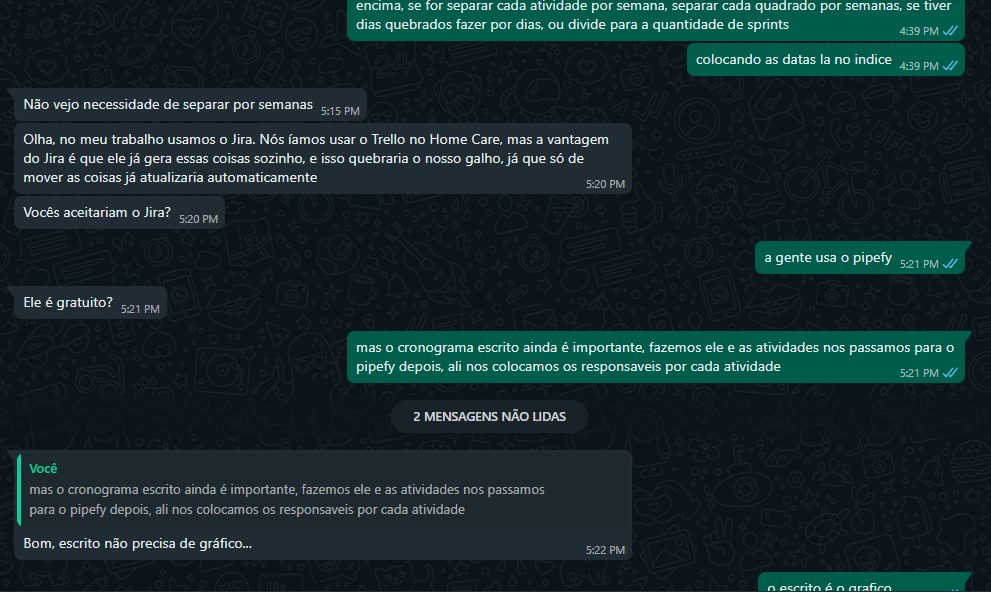 encima, se for separar cada atividade por semana, separar cada quadrado por semanas, se tiver
dias quebrados fazer por dias, ou divide para a quantidade de sprints
4:39 PM
colocando as datas la no indice
4:39 PM
Não vejo necessidade de separar por semanas
5:15 PM
Olha, no meu trabalho usamos o Jira. Nós íamos usar o Trello no Home Care, mas a vantagem
do Jira é que ele já gera essas coisas sozinho, e isso quebraria o nosso galho, já que só de
mover as coisas já atualizaria automaticamente
5:20 PM
Vocês aceitariam o Jira?
5:20 PM
a gente usa o pipefy
5:21 PM
Ele é gratuito?
5:21 PM
mas o cronograma escrito ainda é importante, fazemos ele e as atividades nos passamos para o
pipefy depois, ali nos colocamos os responsaveis por cada atividade
5:21 PM
2 MENSAGENS NÃO LIDAS
Você
mas o cronograma escrito ainda é importante, fazemos ele e as atividades nos passamos
para o pipefy depois, ali nos colocamos os responsaveis por cada atividade
Bom, escrito não precisa de gráfico...
5:22 PM
o escrito é o grafico